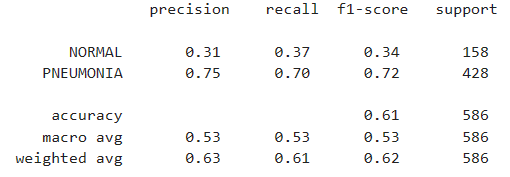 precision recall f1-score support
NORMAL 0.31 0.37 0.34 158
PNEUMONIA 0.75 0.70 0.72 428
accuracy 0.61 586
macro avg 0.53 0.53 0.53 586
weighted avg 0.63 0.61 0.62 586